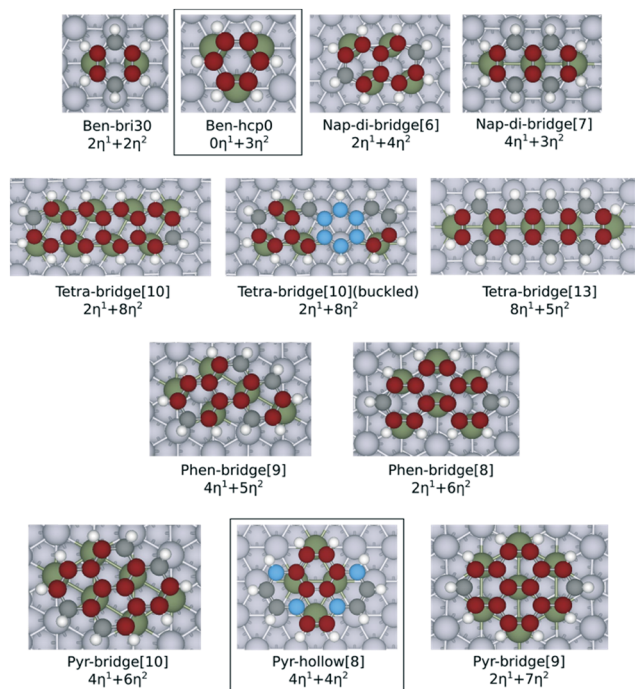 Ben-bri30
2η¹+2η²
Ben-hcp0
0η¹+3η²
Nap-di-bridge[6]
2η¹+4η²
Nap-di-bridge[7]
4η¹+3η²
Tetra-bridge[10]
2η¹+8η²
Tetra-bridge[10](buckled)
2η¹+8η²
Tetra-bridge[13]
8η¹+5η²
Phen-bridge[9]
4η¹+5η²
Phen-bridge[8]
2η¹+6η²
Pyr-bridge[10]
4η¹+6η²
Pyr-hollow[8]
4η¹+4η²
Pyr-bridge[9]
2η¹+7η²